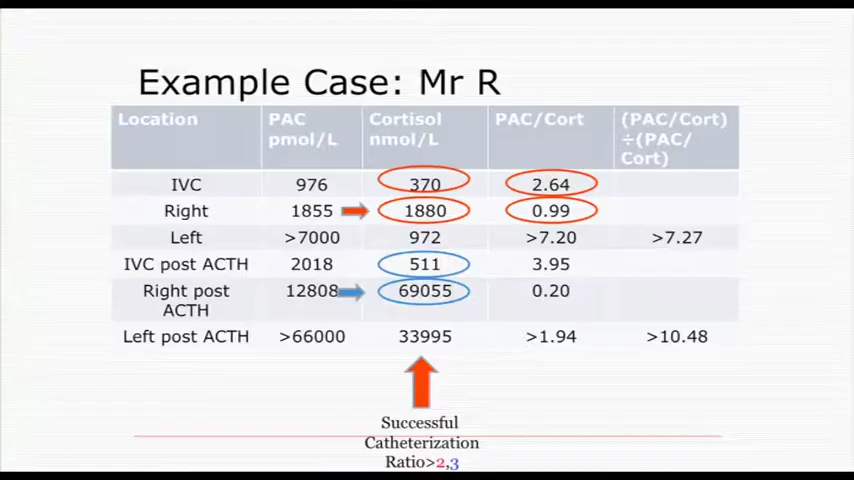 Example Case: Mr R
Location PAC Cortisol PAC/Cort (PAC/Cort)
pmol/L nmol/L ÷(PAC/
Cort)
IVC 976 370 2.64
Right 1855 1880 0.99
Left >7000 972 >7.20 >7.27
IVC post ACTH 2018 511 3.95
Right post 12808 69055 0.20
ACTH
Left post ACTH >66000 33995 >1.94 >10.48
Successful
Catheterization
Ratio>2,3